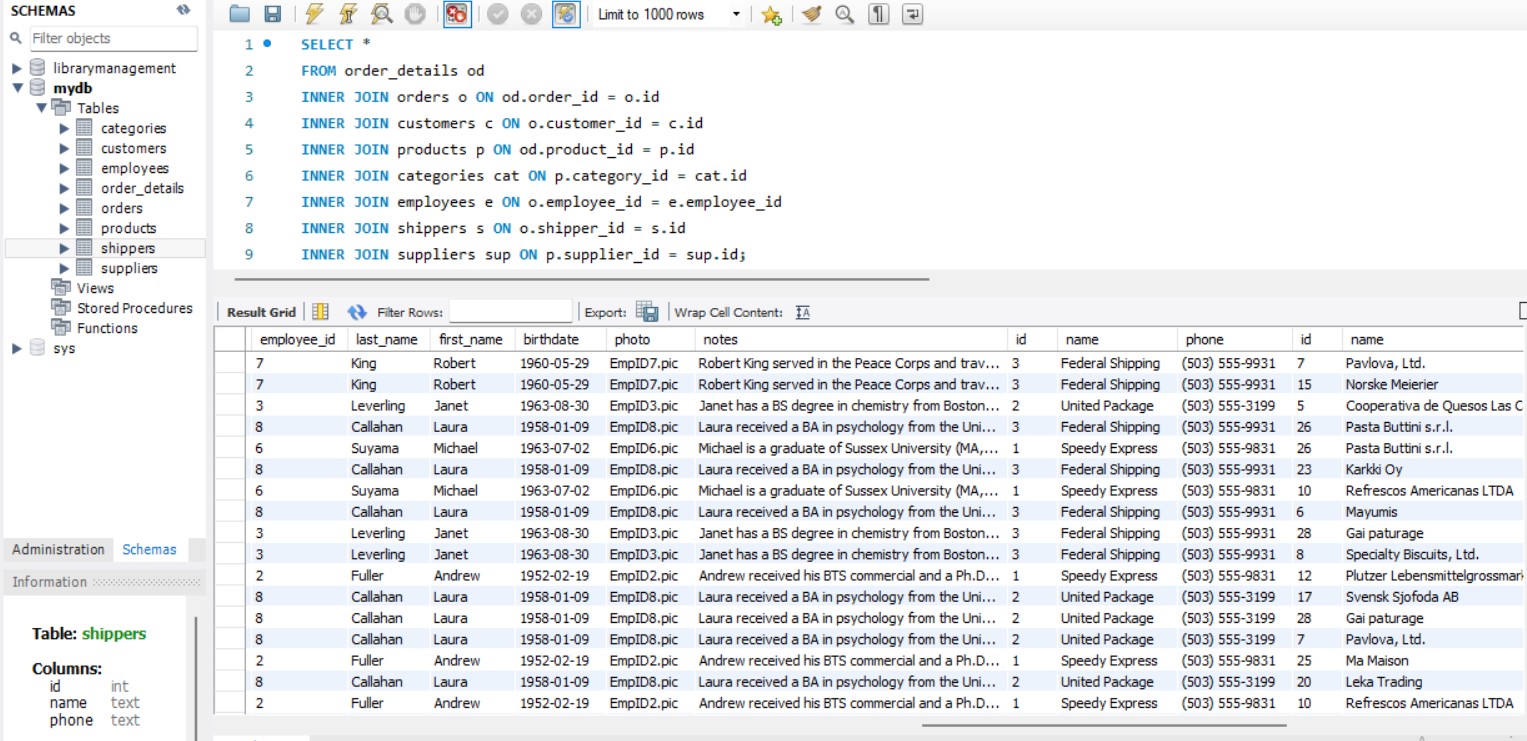 SCHEMAS
Filter objects
librarymanagement
mydb
Tables
categories
customers
employees
order_details
orders
products
shippers
suppliers
Views
Stored Procedures
Functions
sys
Administration Schemas
Information
Table: shippers
Columns:
id int
name text
phone text
Limit to 1000 rows
1 SELECT *
2 FROM order_details od
3 INNER JOIN orders o ON od.order_id = o.id
4 INNER JOIN customers c ON o.customer_id = c.id
5 INNER JOIN products p ON od.product_id = p.id
6 INNER JOIN categories cat ON p.category_id = cat.id
7 INNER JOIN employees e ON o.employee_id = e.employee_id
8 INNER JOIN shippers s ON o.shipper_id = s.id
9 INNER JOIN suppliers sup ON p.supplier_id = sup.id;
Result Grid Filter Rows: Export: Wrap Cell Content: IA
employee_id last_name first_name birthdate photo notes id name phone id name
7 King Robert 1960-05-29 EmpID7.pic Robert King served in the Peace Corps and trav... 3 Federal Shipping (503) 555-9931 7 Pavlova, Ltd.
7 King Robert 1960-05-29 EmpID7.pic Robert King served in the Peace Corps and trav... 3 Federal Shipping (503) 555-9931 15 Norske Meierier
3 Leverling Janet 1963-08-30 EmpID3.pic Janet has a BS degree in chemistry from Boston... 2 United Package (503) 555-3199 5 Cooperativa de Quesos Las C
8 Callahan Laura 1958-01-09 EmpID8.pic Laura received a BA in psychology from the Uni... 3 Federal Shipping (503) 555-9931 26 Pasta Buttini s.r.l.
6 Suyama Michael 1963-07-02 EmpID6.pic Michael is a graduate of Sussex University (MA,... 1 Speedy Express (503) 555-9831 26 Pasta Buttini s.r.l.
8 Callahan Laura 1958-01-09 EmpID8.pic Laura received a BA in psychology from the Uni... 3 Federal Shipping (503) 555-9931 23 Karkki Oy
6 Suyama Michael 1963-07-02 EmpID6.pic Michael is a graduate of Sussex University (MA,... 1 Speedy Express (503) 555-9831 10 Refrescos Americanas LTDA
8 Callahan Laura 1958-01-09 EmpID8.pic Laura received a BA in psychology from the Uni... 3 Federal Shipping (503) 555-9931 6 Mayumis
3 Leverling Janet 1963-08-30 EmpID3.pic Janet has a BS degree in chemistry from Boston... 3 Federal Shipping (503) 555-9931 28 Gai paturage
3 Leverling Janet 1963-08-30 EmpID3.pic Janet has a BS degree in chemistry from Boston... 3 Federal Shipping (503) 555-9931 8 Specialty Biscuits, Ltd.
2 Fuller Andrew 1952-02-19 EmpID2.pic Andrew received his BTS commercial and a Ph.D... 1 Speedy Express (503) 555-9831 12 Plutzer Lebensmittelgrossmark
8 Callahan Laura 1958-01-09 EmpID8.pic Laura received a BA in psychology from the Uni... 2 United Package (503) 555-3199 17 Svensk Sjofoda AB
8 Callahan Laura 1958-01-09 EmpID8.pic Laura received a BA in psychology from the Uni... 2 United Package (503) 555-3199 28 Gai paturage
8 Callahan Laura 1958-01-09 EmpID8.pic Laura received a BA in psychology from the Uni... 2 United Package (503) 555-3199 7 Pavlova, Ltd.
2 Fuller Andrew 1952-02-19 EmpID2.pic Andrew received his BTS commercial and a Ph.D... 1 Speedy Express (503) 555-9831 25 Ma Maison
8 Callahan Laura 1958-01-09 EmpID8.pic Laura received a BA in psychology from the Uni... 2 United Package (503) 555-3199 20 Leka Trading
2 Fuller Andrew 1952-02-19 EmpID2.pic Andrew received his BTS commercial and a Ph.D... 1 Speedy Express (503) 555-9831 10 Refrescos Americanas LTDA